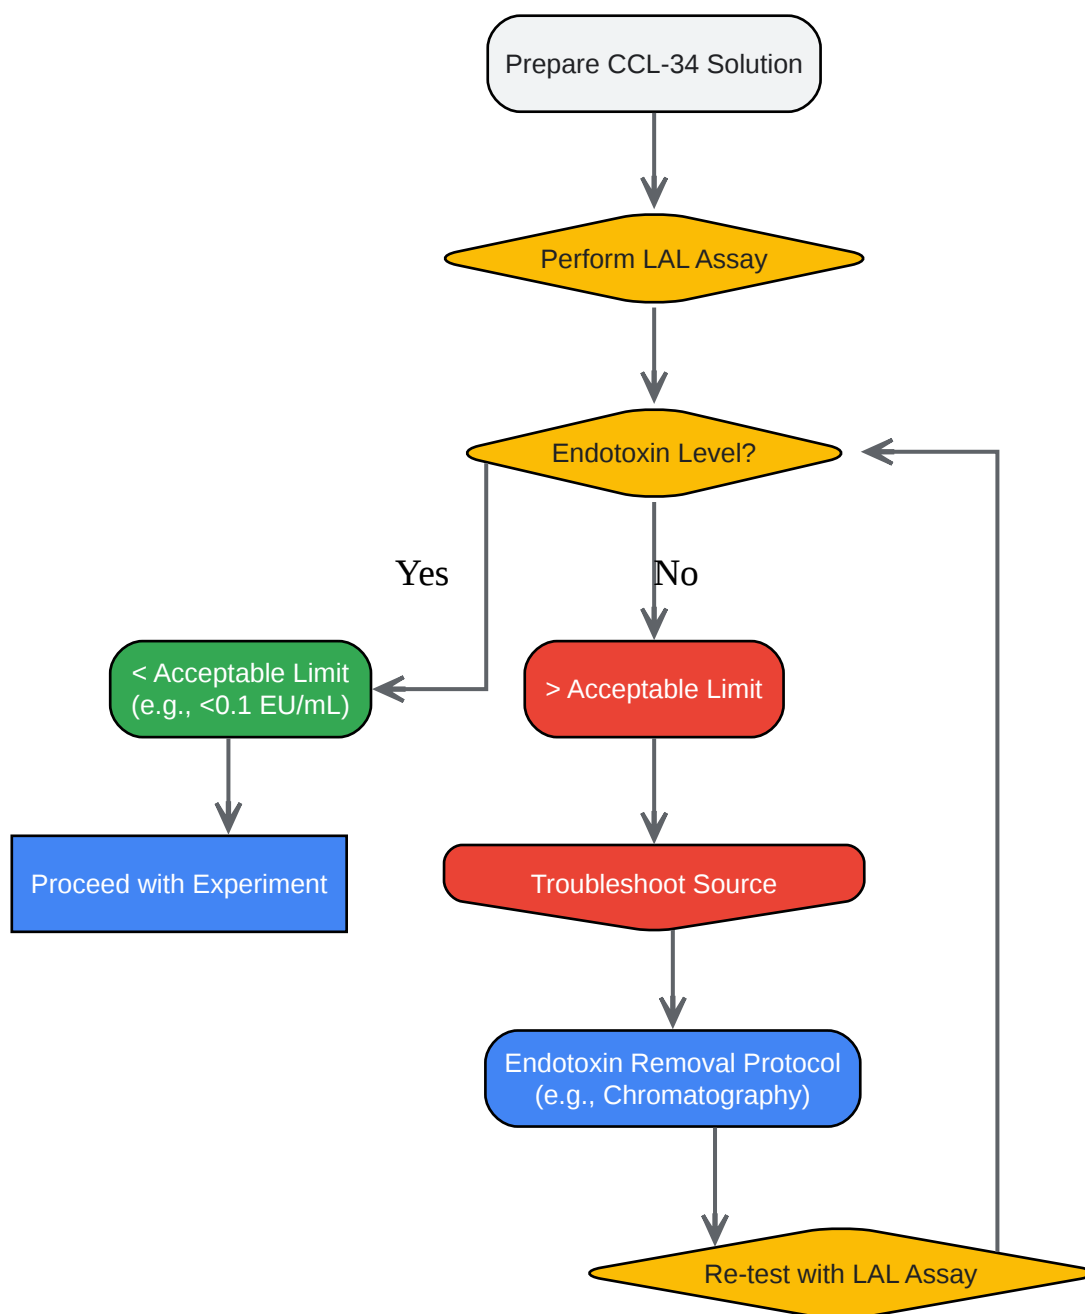 Prepare CCL-34 Solution
Perform LAL Assay
Endotoxin Level?
Yes
No
< Acceptable Limit
(e.g., <0.1 EU/mL)
> Acceptable Limit
Proceed with Experiment
Troubleshoot Source
Endotoxin Removal Protocol
(e.g., Chromatography)
Re-test with LAL Assay